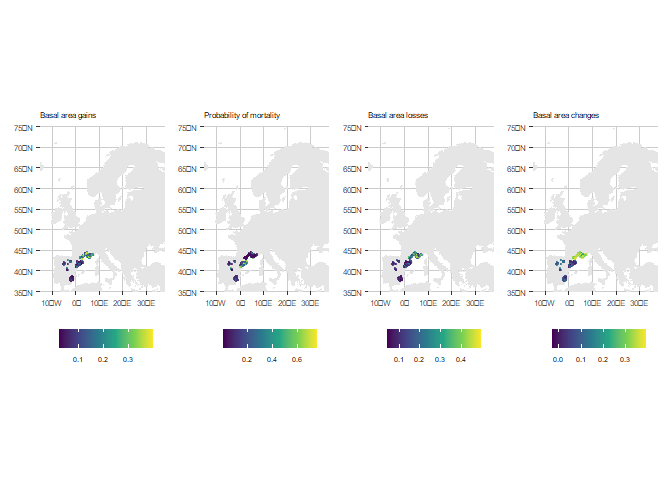 Basal area gains
75□N
70□N
65□N
60□N
55□N
50□N
45□N
40□N
35□N
10□W 0□ 10□E 20□E 30□E
0.1 0.2 0.3
Probability of mortality
75□N
70□N
65□N
60□N
55□N
50□N
45□N
40□N
35□N
10□W 0□ 10□E 20□E 30□E
0.2 0.4 0.6
Basal area losses
75□N
70□N
65□N
60□N
55□N
50□N
45□N
40□N
35□N
10□W 0□ 10□E 20□E 30□E
0.1 0.2 0.3 0.4
Basal area changes
75□N
70□N
65□N
60□N
55□N
50□N
45□N
40□N
35□N
10□W 0□ 10□E 20□E 30□E
0.0 0.1 0.2 0.3